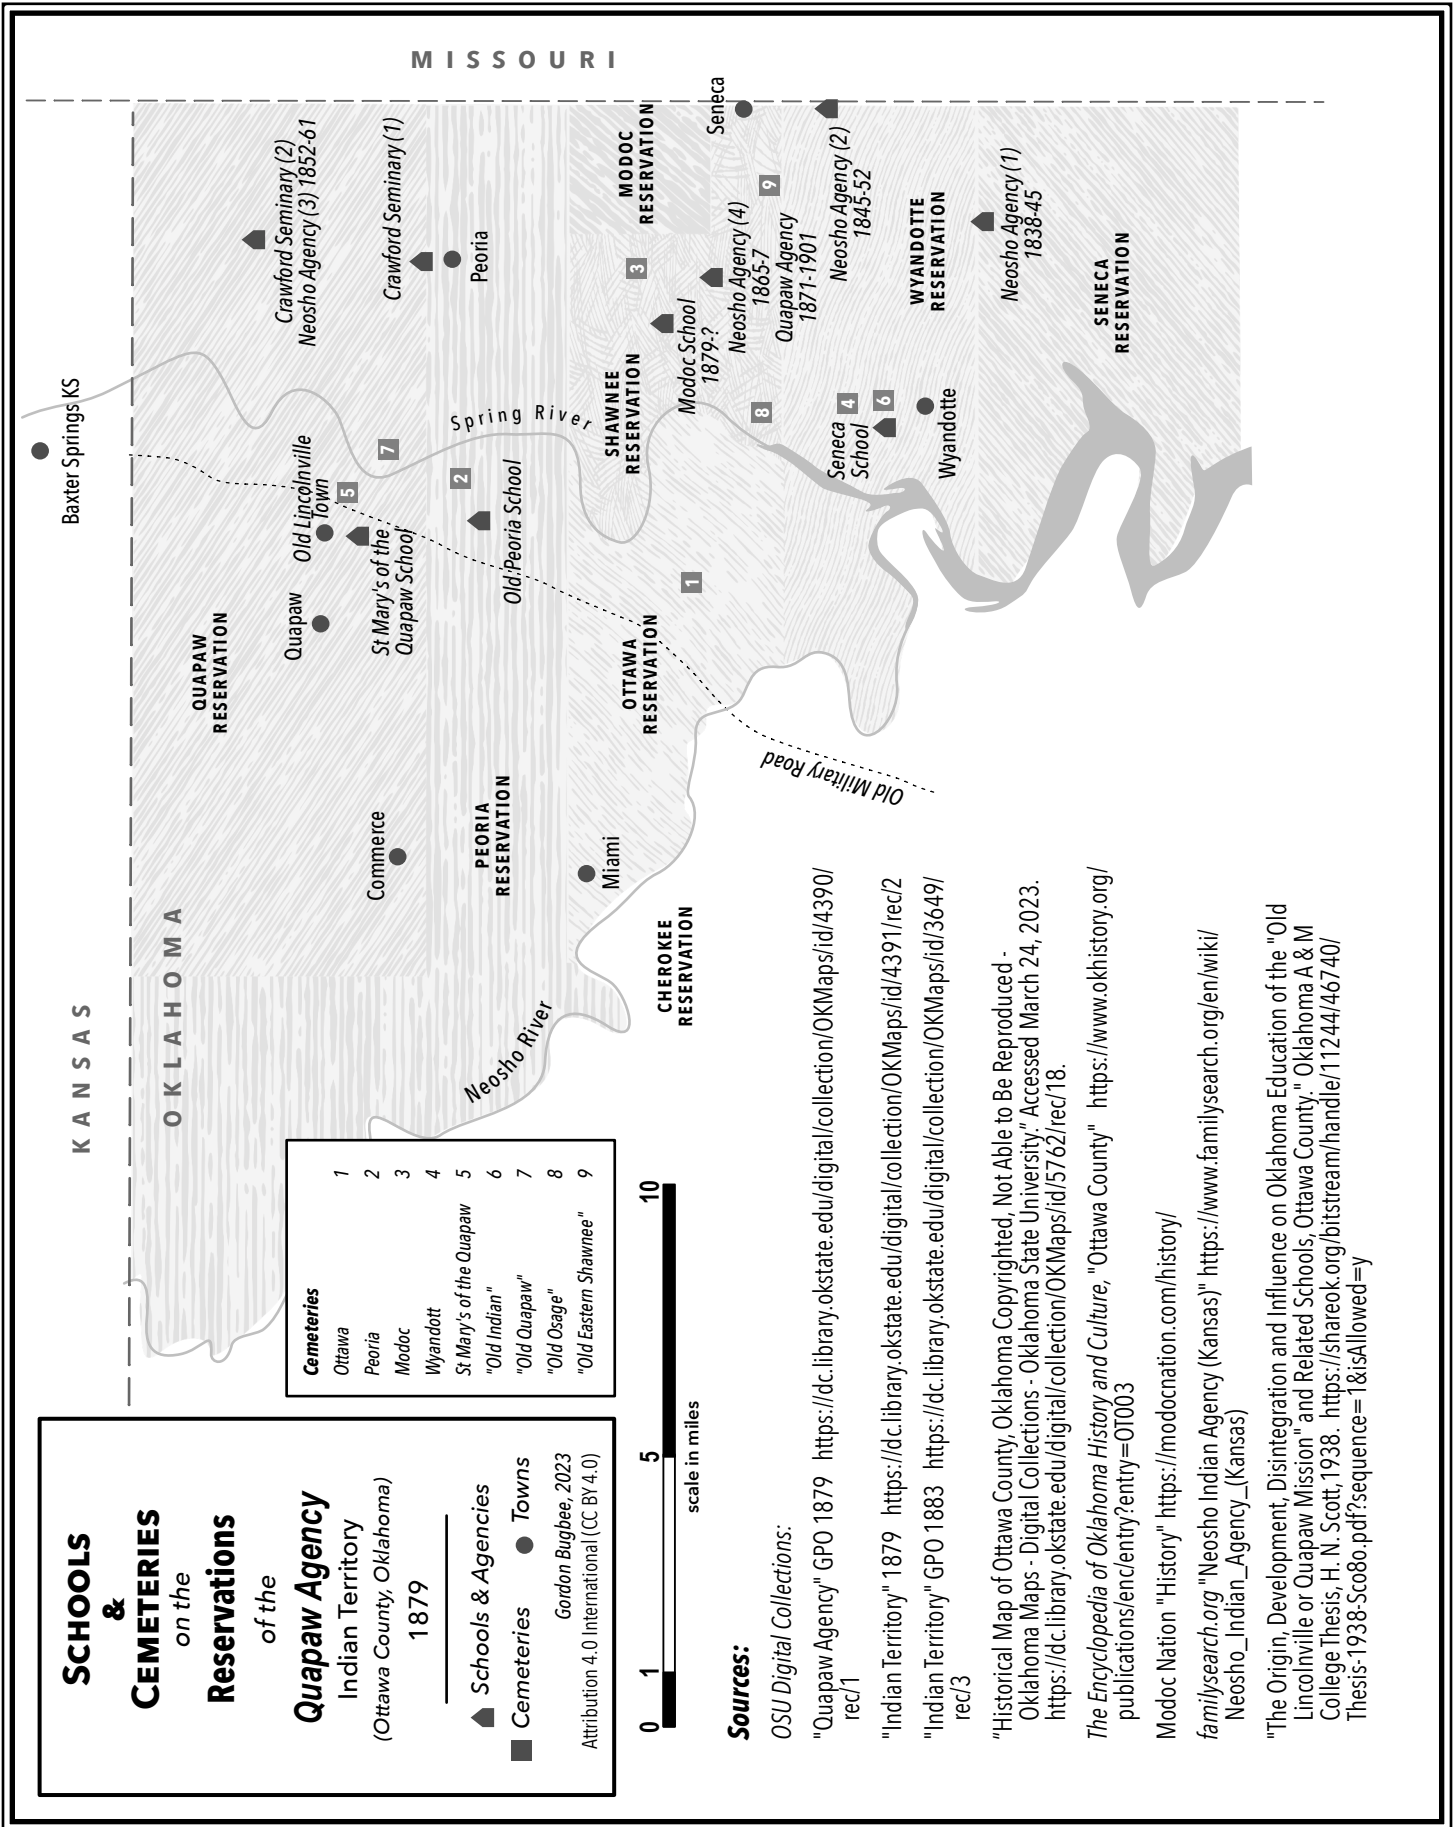 SCHOOLS
&
CEMETERIES
on the
Reservations
of the
Quapaw Agency
Indian Territory
(Ottawa County, Oklahoma)
1879
Schools & Agencies
Cemeteries
Towns
Gordon Bugbee, 2023
Attribution 4.0 International (CC BY 4.0)
Cemeteries
Ottawa 1
Peoria 2
Modoc 3
Wyandott 4
St Mary's of the Quapaw 5
"Old Indian" 6
"Old Quapaw" 7
"Old Osage" 8
"Old Eastern Shawnee" 9
0 1 5 10
scale in miles
KANSAS
OKLAHOMA
MISSOURI
Baxter Springs KS
QUAPAW
RESERVATION
Quapaw
Old Lincolnville
Town
5
7
St Mary's of the
Quapaw School
Commerce
Crawford Seminary (2)
Neosho Agency (3) 1852-61
Crawford Seminary (1)
Peoria
PEORIA
RESERVATION
2
Old Peoria School
Spring River
Neosho River
Miami
OTTAWA
RESERVATION
1
CHEROKEE
RESERVATION
Old Military Road
SHAWNEE
RESERVATION
3
MODOC
RESERVATION
Modoc School
1879-?
Seneca
Neosho Agency (4)
1865-7
Quapaw Agency
1871-1901
9
8
Neosho Agency (2)
1845-52
Seneca
School
4
6
Wyandotte
WYANDOTTE
RESERVATION
Neosho Agency (1)
1838-45
SENECA
RESERVATION
Sources:
OSU Digital Collections:
"Quapaw Agency" GPO 1879 https://dc.library.okstate.edu/digital/collection/OKMaps/id/4390/
rec/1
"Indian Territory" 1879 https://dc.library.okstate.edu/digital/collection/OKMaps/id/4391/rec/2
"Indian Territory" GPO 1883 https://dc.library.okstate.edu/digital/collection/OKMaps/id/3649/
rec/3
"Historical Map of Ottawa County, Oklahoma Copyrighted, Not Able to Be Reproduced -
Oklahoma Maps - Digital Collections - Oklahoma State University." Accessed March 24, 2023.
https://dc.library.okstate.edu/digital/collection/OKMaps/id/5762/rec/18.
The Encyclopedia of Oklahoma History and Culture, "Ottawa County" https://www.okhistory.org/
publications/enc/entry?entry=OT003
Modoc Nation "History" https://modocnation.com/history/
familysearch.org "Neosho Indian Agency (Kansas)" https://www.familysearch.org/en/wiki/
Neosho_Indian_Agency_(Kansas)
"The Origin, Development, Disintegration and Influence on Oklahoma Education of the "Old
Lincolnville or Quapaw Mission" and Related Schools, Ottawa County." Oklahoma A & M
College Thesis, H. N. Scott, 1938. https://shareok.org/bitstream/handle/11244/46740/
Thesis-1938-Sco8o.pdf?sequence=1&isAllowed=y